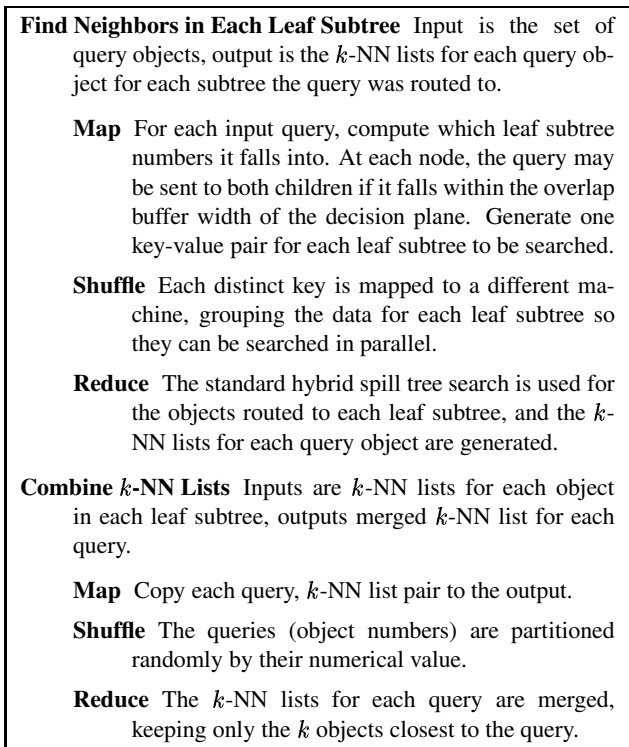 Find Neighbors in Each Leaf Subtree Input is the set of
query objects, output is the k-NN lists for each query ob-
ject for each subtree the query was routed to.
Map For each input query, compute which leaf subtree
numbers it falls into. At each node, the query may
be sent to both children if it falls within the overlap
buffer width of the decision plane. Generate one
key-value pair for each leaf subtree to be searched.
Shuffle Each distinct key is mapped to a different ma-
chine, grouping the data for each leaf subtree so
they can be searched in parallel.
Reduce The standard hybrid spill tree search is used for
the objects routed to each leaf subtree, and the k-
NN lists for each query object are generated.
Combine k-NN Lists Inputs are k-NN lists for each object
in each leaf subtree, outputs merged k-NN list for each
query.
Map Copy each query, k-NN list pair to the output.
Shuffle The queries (object numbers) are partitioned
randomly by their numerical value.
Reduce The k-NN lists for each query are merged,
keeping only the k objects closest to the query.